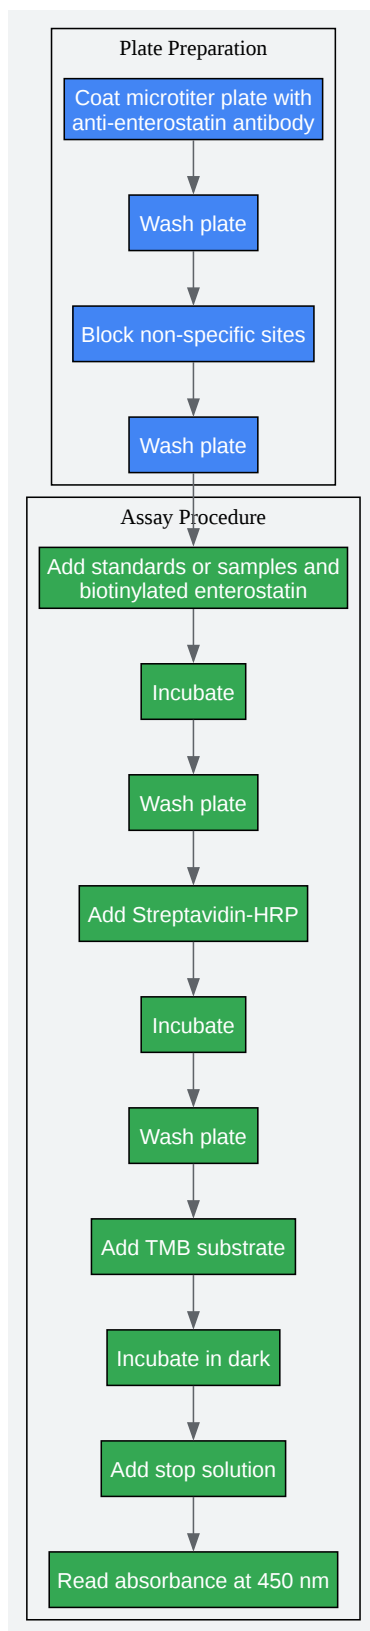 Plate Preparation
Coat microtiter plate with
anti-enterostatin antibody
Wash plate
Block non-specific sites
Wash plate
Assay Procedure
Add standards or samples and
biotinylated enterostatin
Incubate
Wash plate
Add Streptavidin-HRP
Incubate
Wash plate
Add TMB substrate
Incubate in dark
Add stop solution
Read absorbance at 450 nm